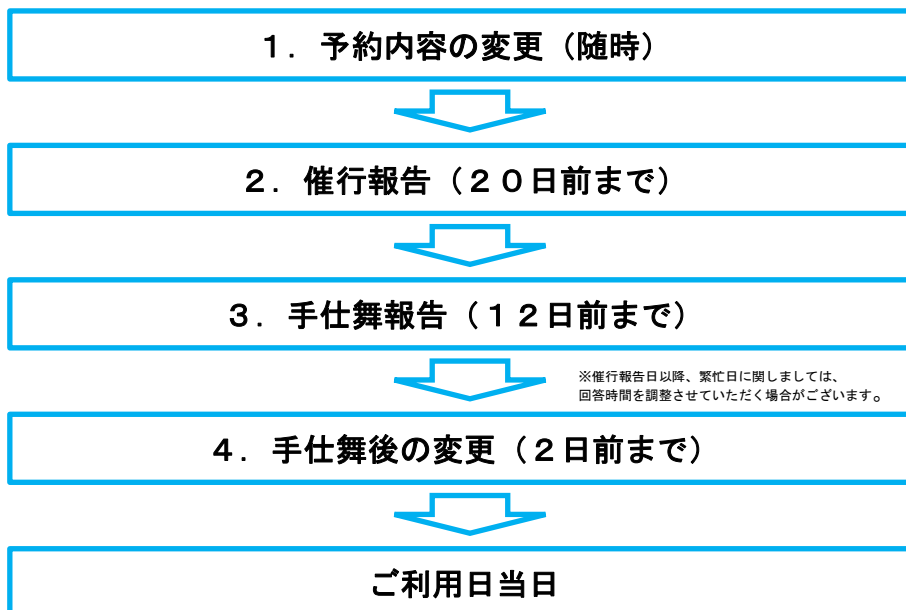 １．予約内容の変更（随時）
２．催行報告（２０日前まで）
３．手仕舞報告（１２日前まで）
※催行報告日以降、繁忙日に関しましては、
回答時間を調整させていただく場合がございます。
４．手仕舞後の変更（２日前まで）
ご利用日当日